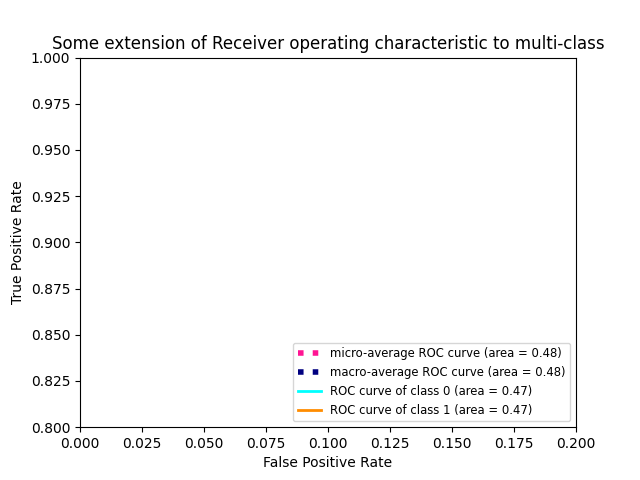 Some extension of Receiver operating characteristic to multi-class
1.000
0.975
0.950
0.925
0.900
0.875
0.850
0.825
0.800
True Positive Rate
micro-average ROC curve (area = 0.48)
macro-average ROC curve (area = 0.48)
ROC curve of class 0 (area = 0.47)
ROC curve of class 1 (area = 0.47)
0.000 0.025 0.050 0.075 0.100 0.125 0.150 0.175 0.200
False Positive Rate